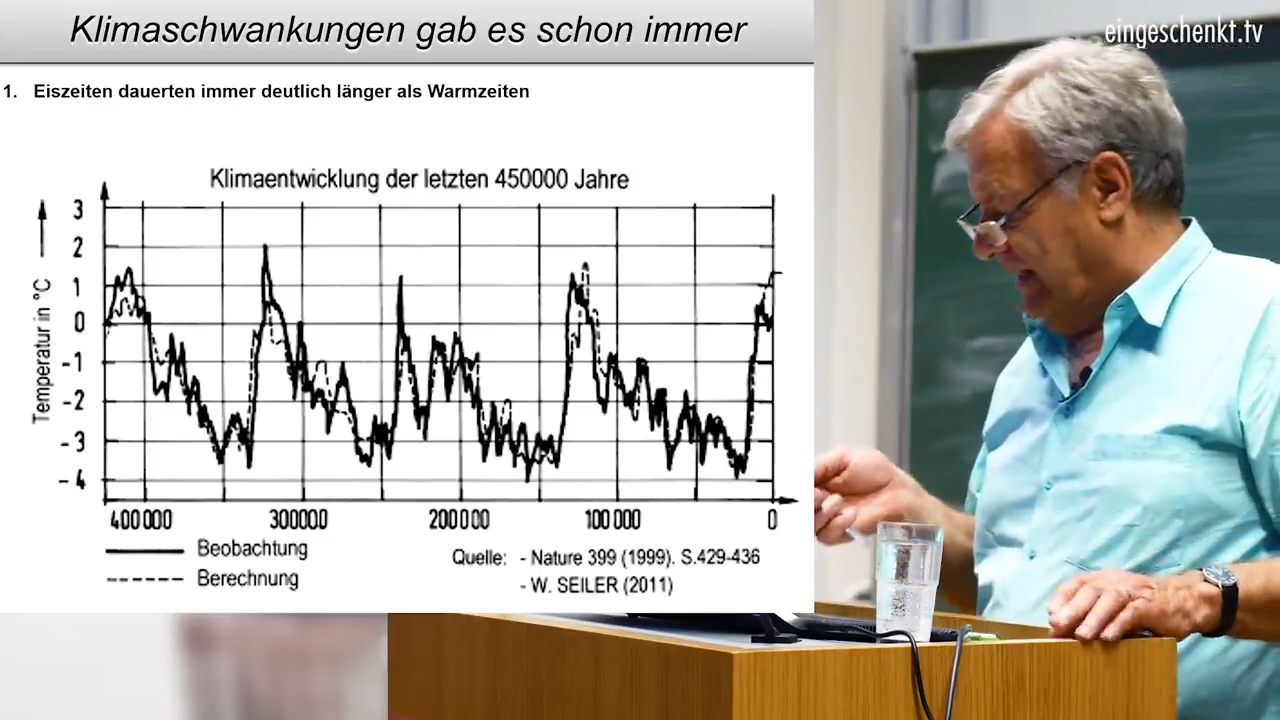 Klimaschwankungen gab es schon immer
eingeschenkt.tv
1. Eiszeiten dauerten immer deutlich länger als Warmzeiten
Klimaentwicklung der letzten 450000 Jahre
Temperatur in °C
3
2
1
0
-1
-2
-3
-4
400000 300000 200000 100000 0
Beobachtung
Berechnung
Quelle: - Nature 399 (1999). S.429-436
- W. SEILER (2011)